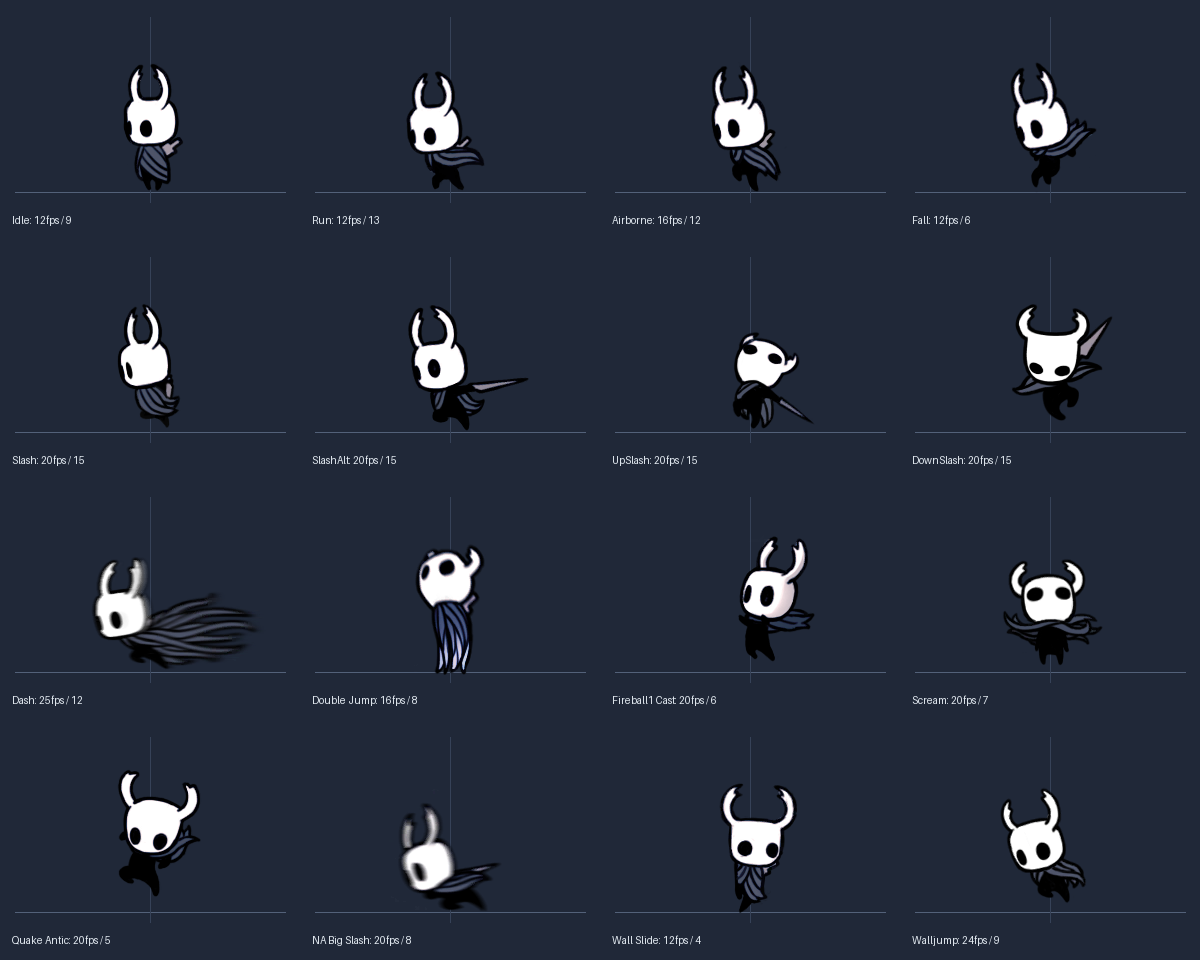 Idle: 12fps/9
Run: 12fps/13
Airborne: 16fps/12
Fall: 12fps/6
Slash: 20fps/15
SlashAlt: 20fps/15
UpSlash: 20fps/15
DownSlash: 20fps/15
Dash: 25fps/12
Double Jump: 16fps/8
Fireball1 Cast: 20fps/6
Scream: 20fps/7
Quake Antic: 20fps/5
NA Big Slash: 20fps/8
Wall Slide: 12fps/4
Walljump: 24fps/9